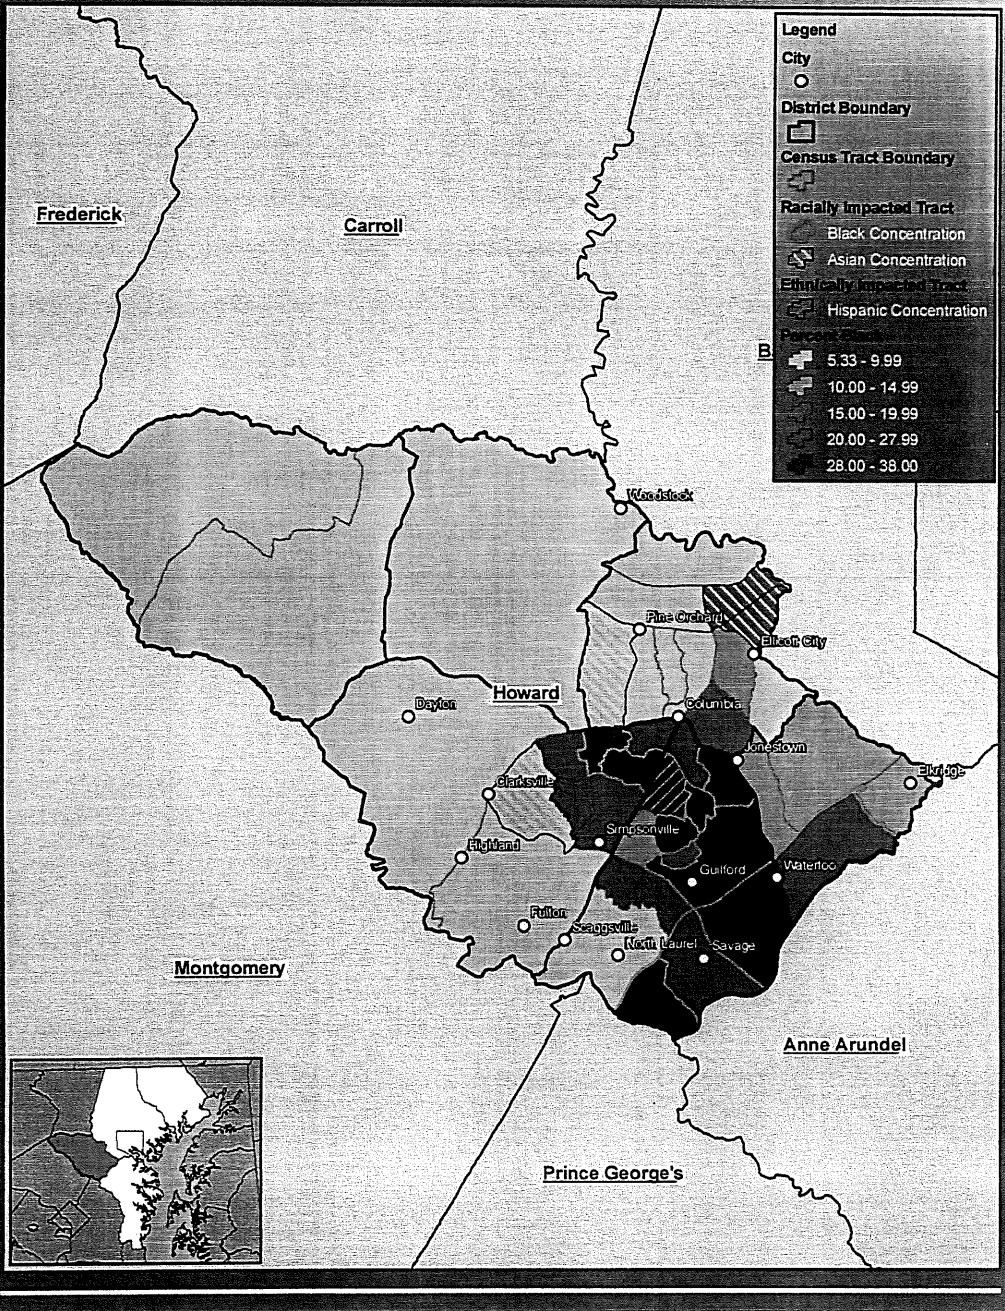 Legend
City
District Boundary
Census Tract Boundary
Racially Impacted Tract
Black Concentration
Asian Concentration
Ethnically Impacted Tract
Hispanic Concentration
Percent Black
5.33 - 9.99
10.00 - 14.99
15.00 - 19.99
20.00 - 27.99
28.00 - 38.00
Frederick
Carroll
B
Woodstock
Pine Orchard
Ellicott City
Howard
Dayton
Columbia
Jonestown
Elkridge
Clarksville
Simpsonville
Highland
Guilford
Waterloo
Fulton
Scaggsville
North Laurel
Savage
Montgomery
Anne Arundel
Prince George's